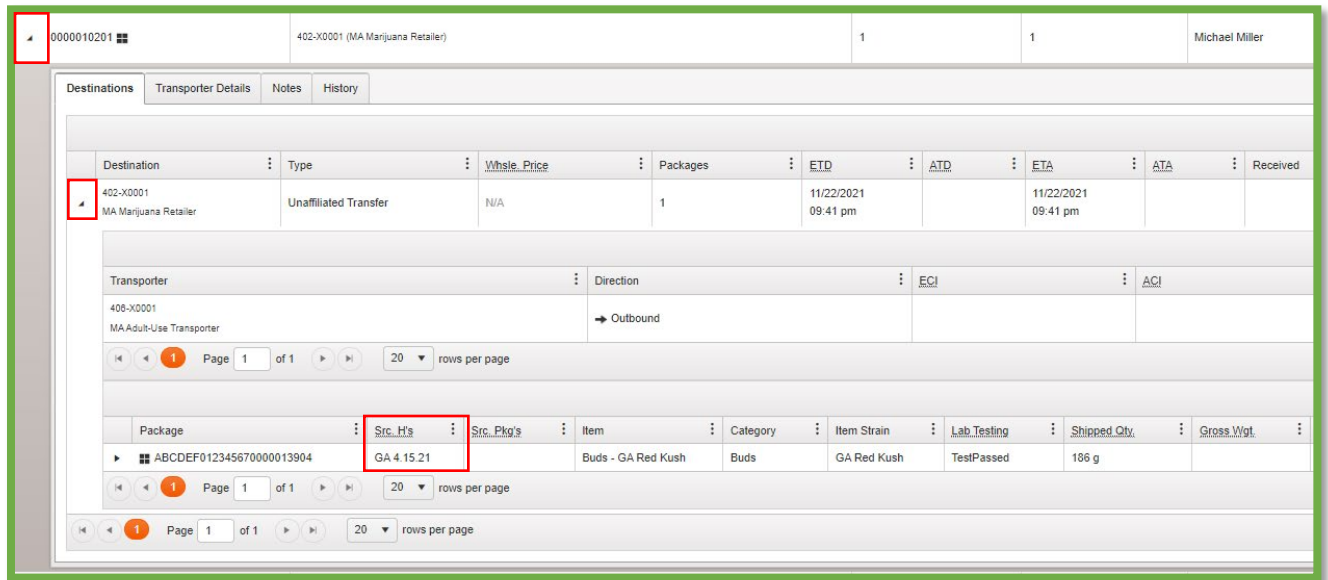 0000010201 402-X0001 (MA Marijuana Retailer) 1 1 Michael Miller
Destinations Transporter Details Notes History
Destination Type Whsle. Price Packages ETD ATD ETA ATA Received
402-X0001 Unaffiliated Transfer N/A 1 11/22/2021 11/22/2021
MA Marijuana Retailer 09:41 pm 09:41 pm
Transporter Direction ECI ACI
406-X0001
MA Adult-Use Transporter Outbound
1 Page 1 of 1 20 rows per page
Package Src. H's Src. Pkg's Item Category Item Strain Lab Testing Shipped Qty. Gross Wgt.
ABCDEF012345670000013904 GA 4.15.21 Buds - GA Red Kush Buds GA Red Kush TestPassed 186 g
1 Page 1 of 1 20 rows per page
1 Page 1 of 1 20 rows per page